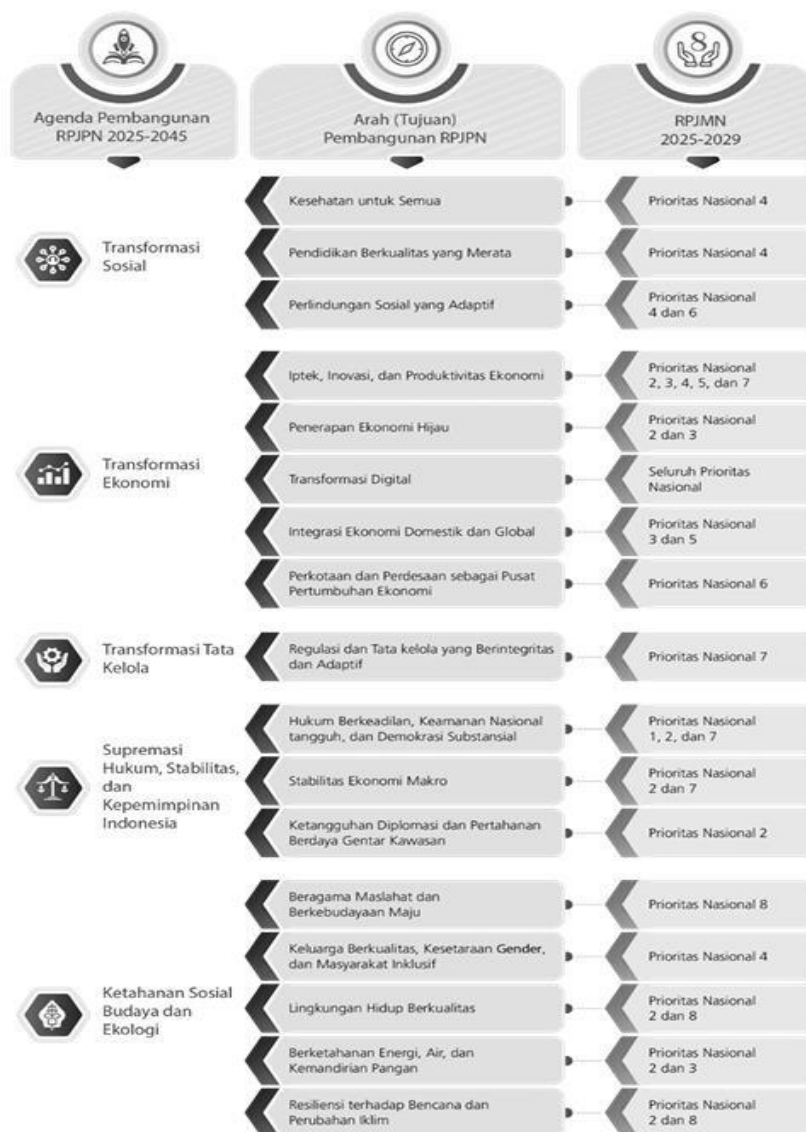 8
Agenda Pembangunan
RPJPN 2025-2045
Arah (Tujuan)
Pembangunan RPJPN
RPJMN
2025-2029
Transformasi
Sosial
Kesehatan untuk Semua
Prioritas Nasional 4
Pendidikan Berkualitas yang Merata
Prioritas Nasional 4
Perlindungan Sosial yang Adaptif
Prioritas Nasional
4 dan 6
Transformasi
Ekonomi
Iptek, Inovasi, dan Produktivitas Ekonomi
Prioritas Nasional
2, 3, 4, 5, dan 7
Penerapan Ekonomi Hijau
Prioritas Nasional
2 dan 3
Transformasi Digital
Seluruh Prioritas
Nasional
Integrasi Ekonomi Domestik dan Global
Prioritas Nasional
3 dan 5
Perkotaan dan Perdesaan sebagai Pusat
Pertumbuhan Ekonomi
Prioritas Nasional 6
Transformasi Tata
Kelola
Regulasi dan Tata kelola yang Berintegritas
dan Adaptif
Prioritas Nasional 7
Supremasi
Hukum, Stabilitas,
dan
Kepemimpinan
Indonesia
Hukum Berkeadilan, Keamanan Nasional
tangguh, dan Demokrasi Substansial
Prioritas Nasional
1, 2, dan 7
Stabilitas Ekonomi Makro
Prioritas Nasional
2 dan 7
Ketangguhan Diplomasi dan Pertahanan
Berdaya Gentar Kawasan
Prioritas Nasional 2
Ketahanan Sosial
Budaya dan
Ekologi
Beragama Maslahat dan
Berkebudayaan Maju
Prioritas Nasional 8
Keluarga Berkualitas, Kesetaraan Gender,
dan Masyarakat Inklusif
Prioritas Nasional 4
Lingkungan Hidup Berkualitas
Prioritas Nasional
2 dan 8
Berketahanan Energi, Air, dan
Kemandirian Pangan
Prioritas Nasional
2 dan 3
Resiliensi terhadap Bencana dan
Perubahan Iklim
Prioritas Nasional
2 dan 8